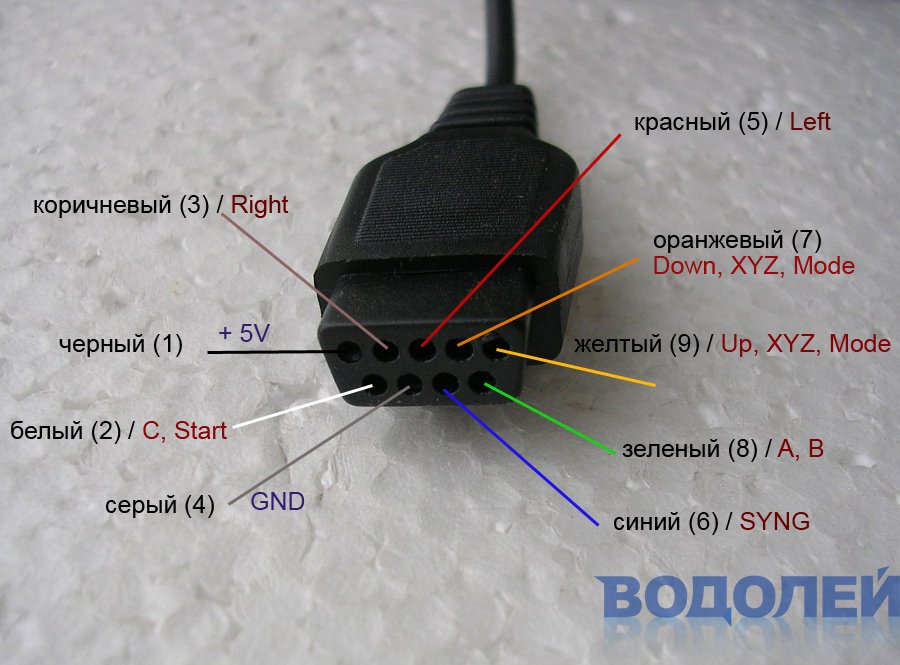 красный (5) / Left
коричневый (3) / Right
оранжевый (7)
Down, XYZ, Mode
черный (1) + 5V
желтый (9) / Up, XYZ, Mode
белый (2) / C, Start
зеленый (8) / A, B
серый (4) GND
синий (6) / SYNG
ВОДОЛЕЙ